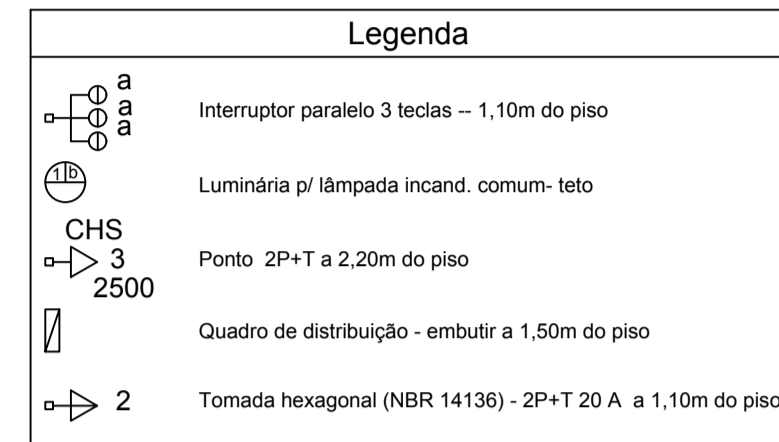 Legenda
a
a
a
Interruptor paralelo 3 teclas -- 1,10m do piso
1 b
Luminária p/ lâmpada incand. comum- teto
CHS
3
2500
Ponto 2P+T a 2,20m do piso
Quadro de distribuição - embutir a 1,50m do piso
2
Tomada hexagonal (NBR 14136) - 2P+T 20 A a 1,10m do piso